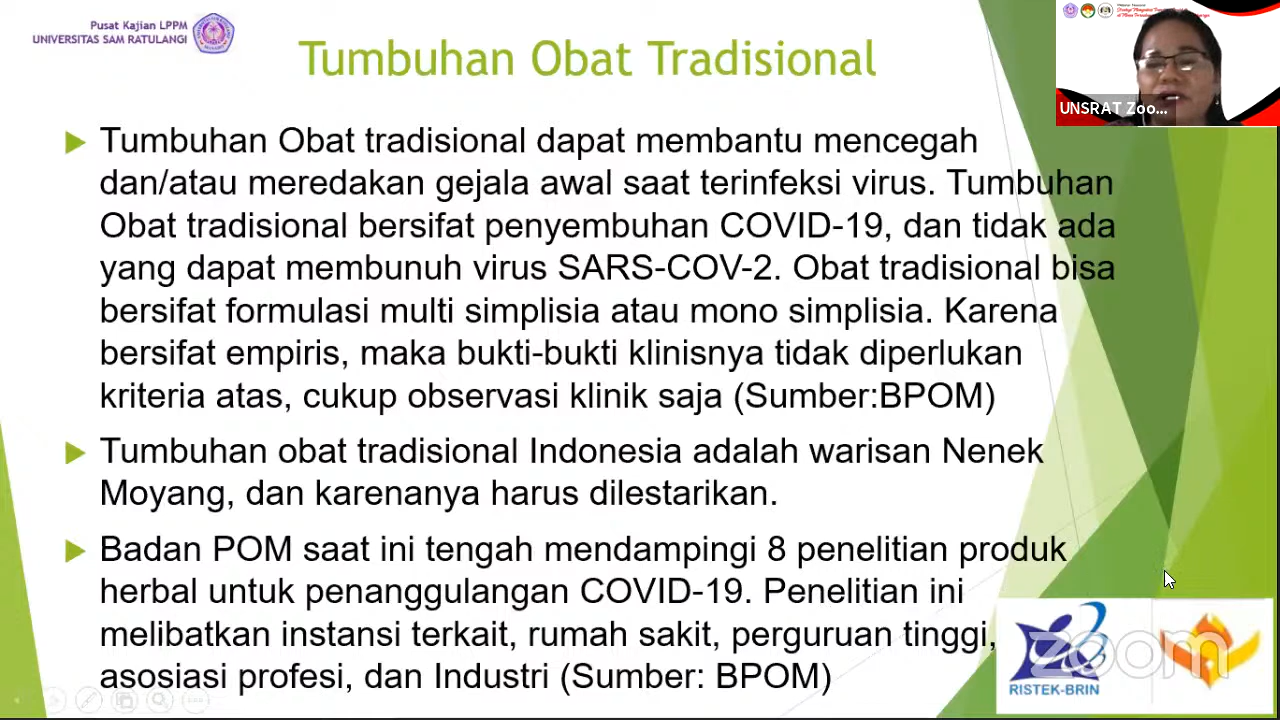 Pusat Kajian LPPM
UNIVERSITAS SAM RATULANGI
Tumbuhan Obat Tradisional
UNSRAT Zoo...
Tumbuhan Obat tradisional dapat membantu mencegah
dan/atau meredakan gejala awal saat terinfeksi virus. Tumbuhan
Obat tradisional bersifat penyembuhan COVID-19, dan tidak ada
yang dapat membunuh virus SARS-COV-2. Obat tradisional bisa
bersifat formulasi multi simplisia atau mono simplisia. Karena
bersifat empiris, maka bukti-bukti klinisnya tidak diperlukan
kriteria atas, cukup observasi klinik saja (Sumber:BPOM)
Tumbuhan obat tradisional Indonesia adalah warisan Nenek
Moyang, dan karenanya harus dilestarikan.
Badan POM saat ini tengah mendampingi 8 penelitian produk
herbal untuk penanggulangan COVID-19. Penelitian ini
melibatkan instansi terkait, rumah sakit, perguruan tinggi,
asosiasi profesi, dan Industri (Sumber: BPOM)
zoom
RISTEK-BRIN